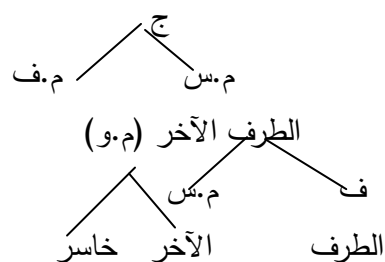 ج
م.س م.ف
الطرف الآخر (م.و)
ف م.س
الطرف الآخر خاسر